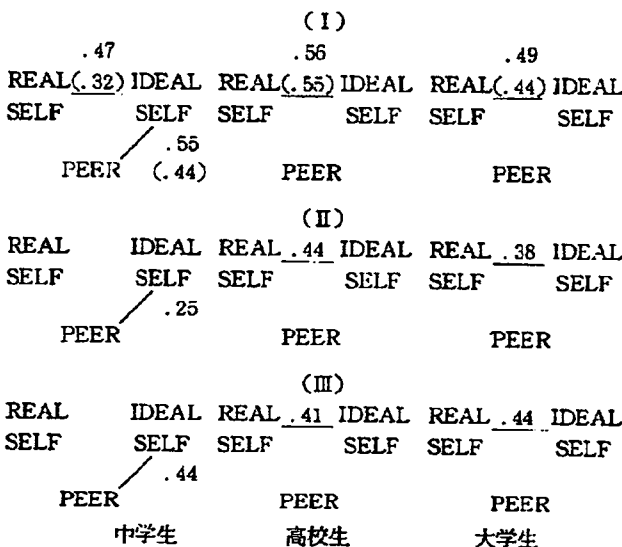 (I)
.47 .56 .49
REAL(.32) IDEAL REAL(.55) IDEAL REAL(.44) IDEAL
SELF SELF SELF SELF SELF SELF
.55
PEER (.44) PEER PEER
(II)
REAL IDEAL REAL .44 IDEAL REAL .38 IDEAL
SELF SELF SELF SELF SELF SELF
.25
PEER PEER PEER
(III)
REAL IDEAL REAL .41 IDEAL REAL .44 IDEAL
SELF SELF SELF SELF SELF SELF
.44
PEER PEER PEER
中学生 高校生 大学生